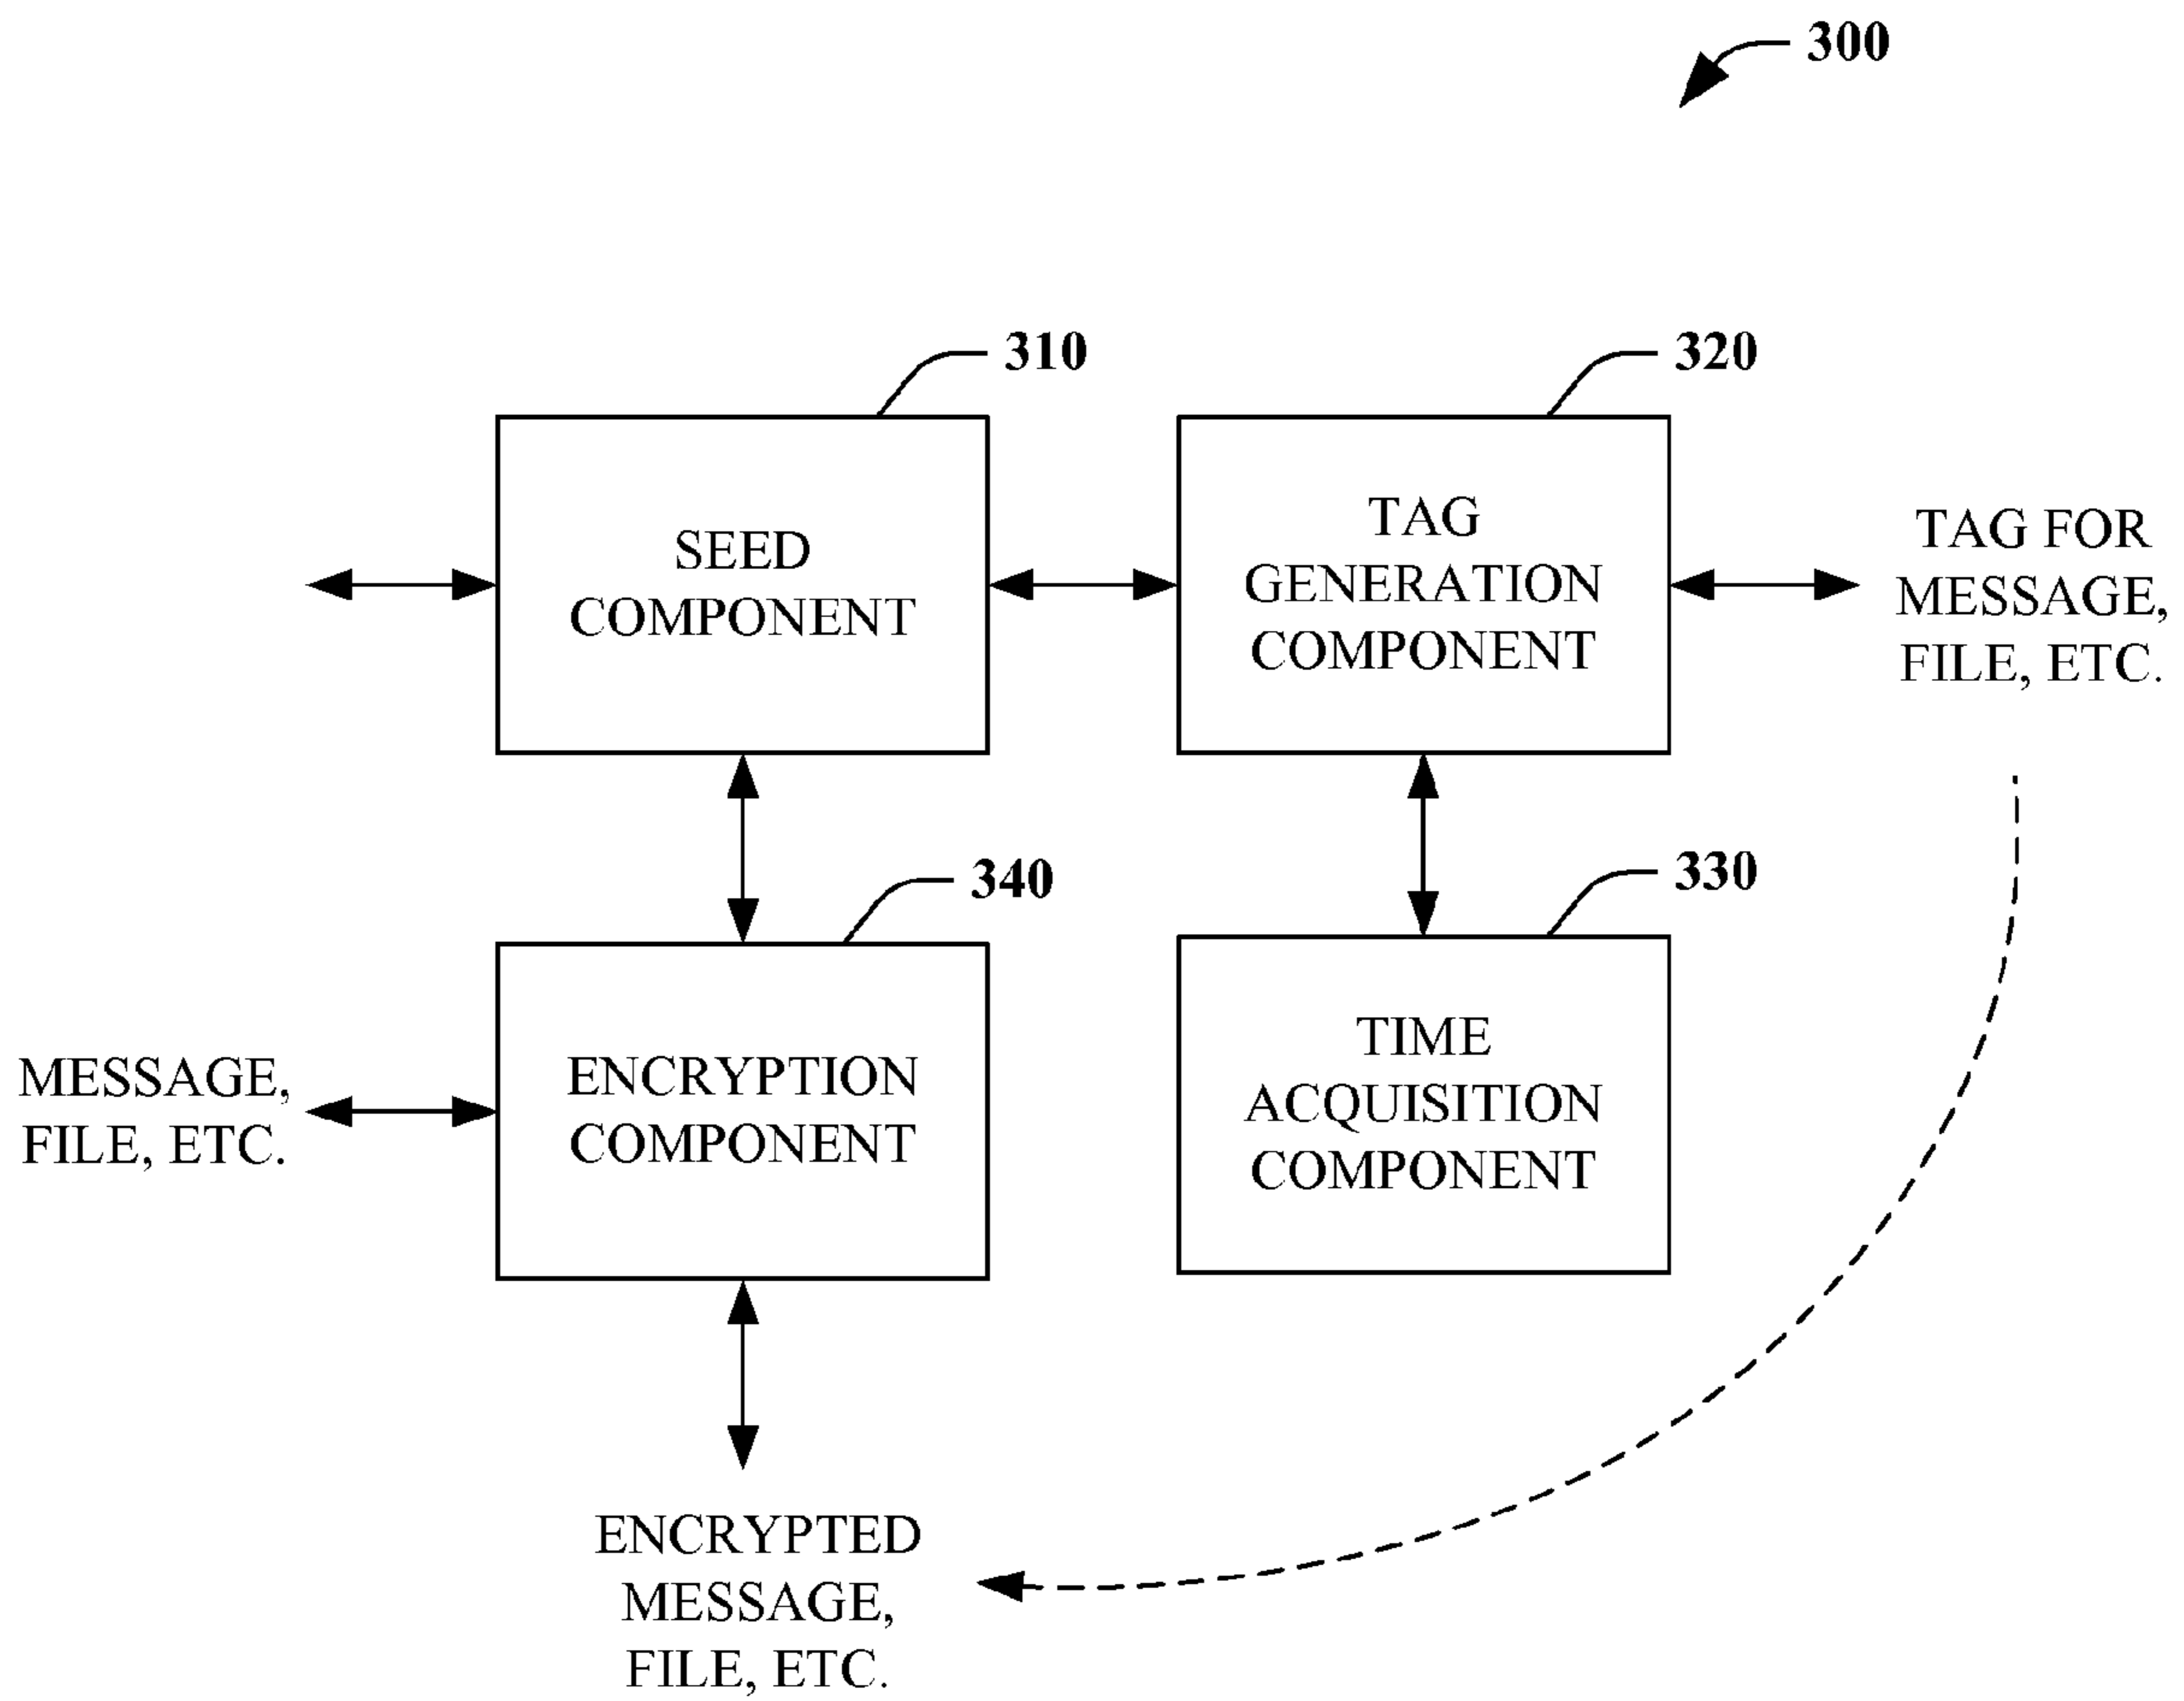 300
310
320
SEED
COMPONENT
TAG
GENERATION
COMPONENT
TAG FOR
MESSAGE,
FILE, ETC.
340
330
MESSAGE,
FILE, ETC.
ENCRYPTION
COMPONENT
TIME
ACQUISITION
COMPONENT
ENCRYPTED
MESSAGE,
FILE, ETC.